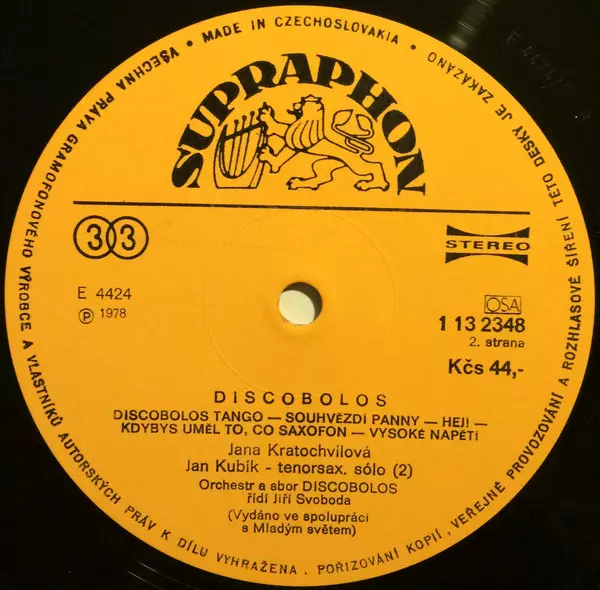 VŠECHNA PRÁVA GRAMOFONOVÉHO VÝROBCE A VLASTNÍKŮ AUTORSKÝCH PRÁV K DÍLU VYHRAŽENA. POŘIZOVÁNÍ KOPIÍ, VEŘEJNÉ PROVOZOVÁNÍ A ROZHLASOVÉ ŠÍŘENÍ TÉTO DESKY JE ZAKÁZÁNO • MADE IN CZECHOSLOVAKIA •
SUPRAPHON
33
STEREO
E 4424
Ⓟ 1978
OSA
1 13 2348
2. strana
Kčs 44,-
DISCOBOLOS
DISCOBOLOS TANGO — SOUHVĚZDÍ PANNY — HEJ! —
KDYBYS UMĚL TO, CO SAXOFON — VYSOKÉ NAPĚTÍ
Jana Kratochvílová
Jan Kubík - tenorsax. sólo (2)
Orchestr a sbor DISCOBOLOS
řídí Jiří Svoboda
(Vydáno ve spolupráci
s Mladým světem)